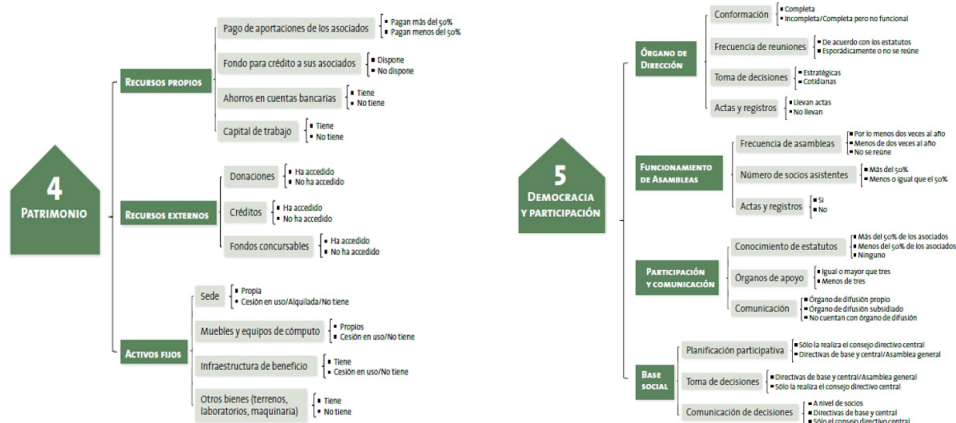 4
PATRIMONIO
RECURSOS PROPIOS
Pago de aportaciones de los asociados
Pagan más del 50%
Pagan menos del 50%
Fondo para crédito a sus asociados
Dispone
No dispone
Ahorros en cuentas bancarias
Tiene
No tiene
Capital de trabajo
Tiene
No tiene
RECURSOS EXTERNOS
Donaciones
Ha accedido
No ha accedido
Créditos
Ha accedido
No ha accedido
Fondos concursables
Ha accedido
No ha accedido
ACTIVOS FIJOS
Sede
Propia
Cesión en uso/Alquilada/No tiene
Muebles y equipos de cómputo
Propios
Cesión en uso/No tiene
Infraestructura de beneficio
Tiene
Cesión en uso/No tiene
Otros bienes (terrenos,
laboratorios, maquinaria)
Tiene
No tiene
5
DEMOCRACIA
Y PARTICIPACIÓN
ÓRGANO DE
DIRECCIÓN
Conformación
Completa
Incompleta/Completa pero no funcional
Frecuencia de reuniones
De acuerdo con los estatutos
Esporádicamente o no se reúne
Toma de decisiones
Estratégicas
Cotidianas
Actas y registros
Llevan actas
No llevan
FUNCIONAMIENTO
DE ASAMBLEAS
Frecuencia de asambleas
Por lo menos dos veces al año
Menos de dos veces al año
No se reúne
Número de socios asistentes
Más del 50%
Menos o igual que el 50%
Actas y registros
Si
No
PARTICIPACIÓN
Y COMUNICACIÓN
Conocimiento de estatutos
Más del 50% de los asociados
Menos del 50% de los asociados
Ninguno
Órganos de apoyo
Igual o mayor que tres
Menos de tres
Comunicación
Órgano de difusión propio
Órgano de difusión subsidiado
No cuentan con órgano de difusión
BASE
SOCIAL
Planificación participativa
Sólo la realiza el consejo directivo central
Directivas de base y central/Asamblea general
Toma de decisiones
Directivas de base y central/Asamblea general
Sólo la realiza el consejo directivo central
Comunicación de decisiones
A nivel de socios
Directivas de base y central
Sólo el consejo directivo central